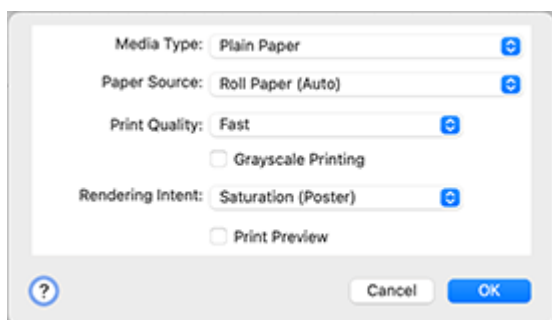 Media Type: Plain Paper
Paper Source: Roll Paper (Auto)
Print Quality: Fast
Grayscale Printing
Rendering Intent: Saturation (Poster)
Print Preview
? Cancel OK